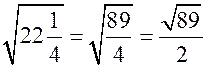 √(22 1/4) = √(89/4) = √89/2